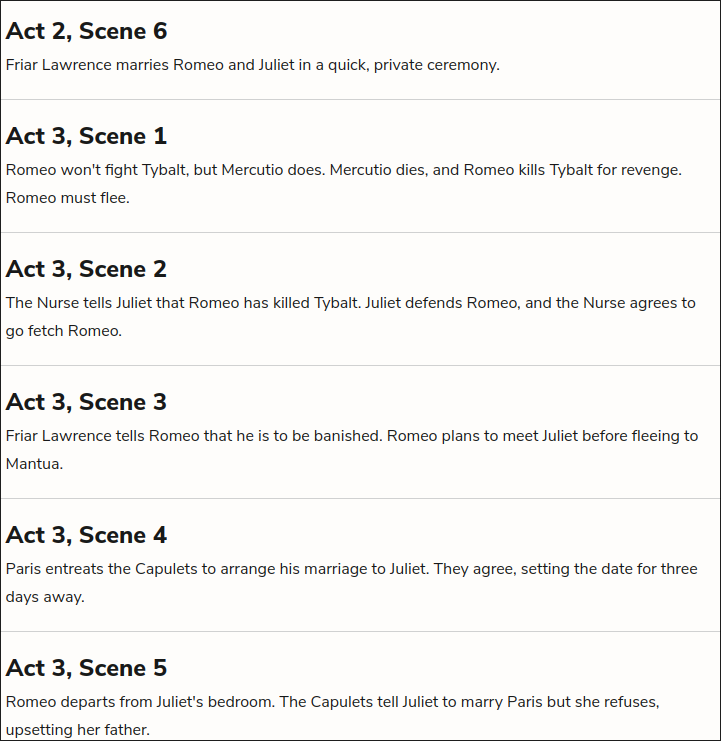 Act 2, Scene 6
Friar Lawrence marries Romeo and Juliet in a quick, private ceremony.
Act 3, Scene 1
Romeo won't fight Tybalt, but Mercutio does. Mercutio dies, and Romeo kills Tybalt for revenge.
Romeo must flee.
Act 3, Scene 2
The Nurse tells Juliet that Romeo has killed Tybalt. Juliet defends Romeo, and the Nurse agrees to
go fetch Romeo.
Act 3, Scene 3
Friar Lawrence tells Romeo that he is to be banished. Romeo plans to meet Juliet before fleeing to
Mantua.
Act 3, Scene 4
Paris entreats the Capulets to arrange his marriage to Juliet. They agree, setting the date for three
days away.
Act 3, Scene 5
Romeo departs from Juliet's bedroom. The Capulets tell Juliet to marry Paris but she refuses,
upsetting her father.